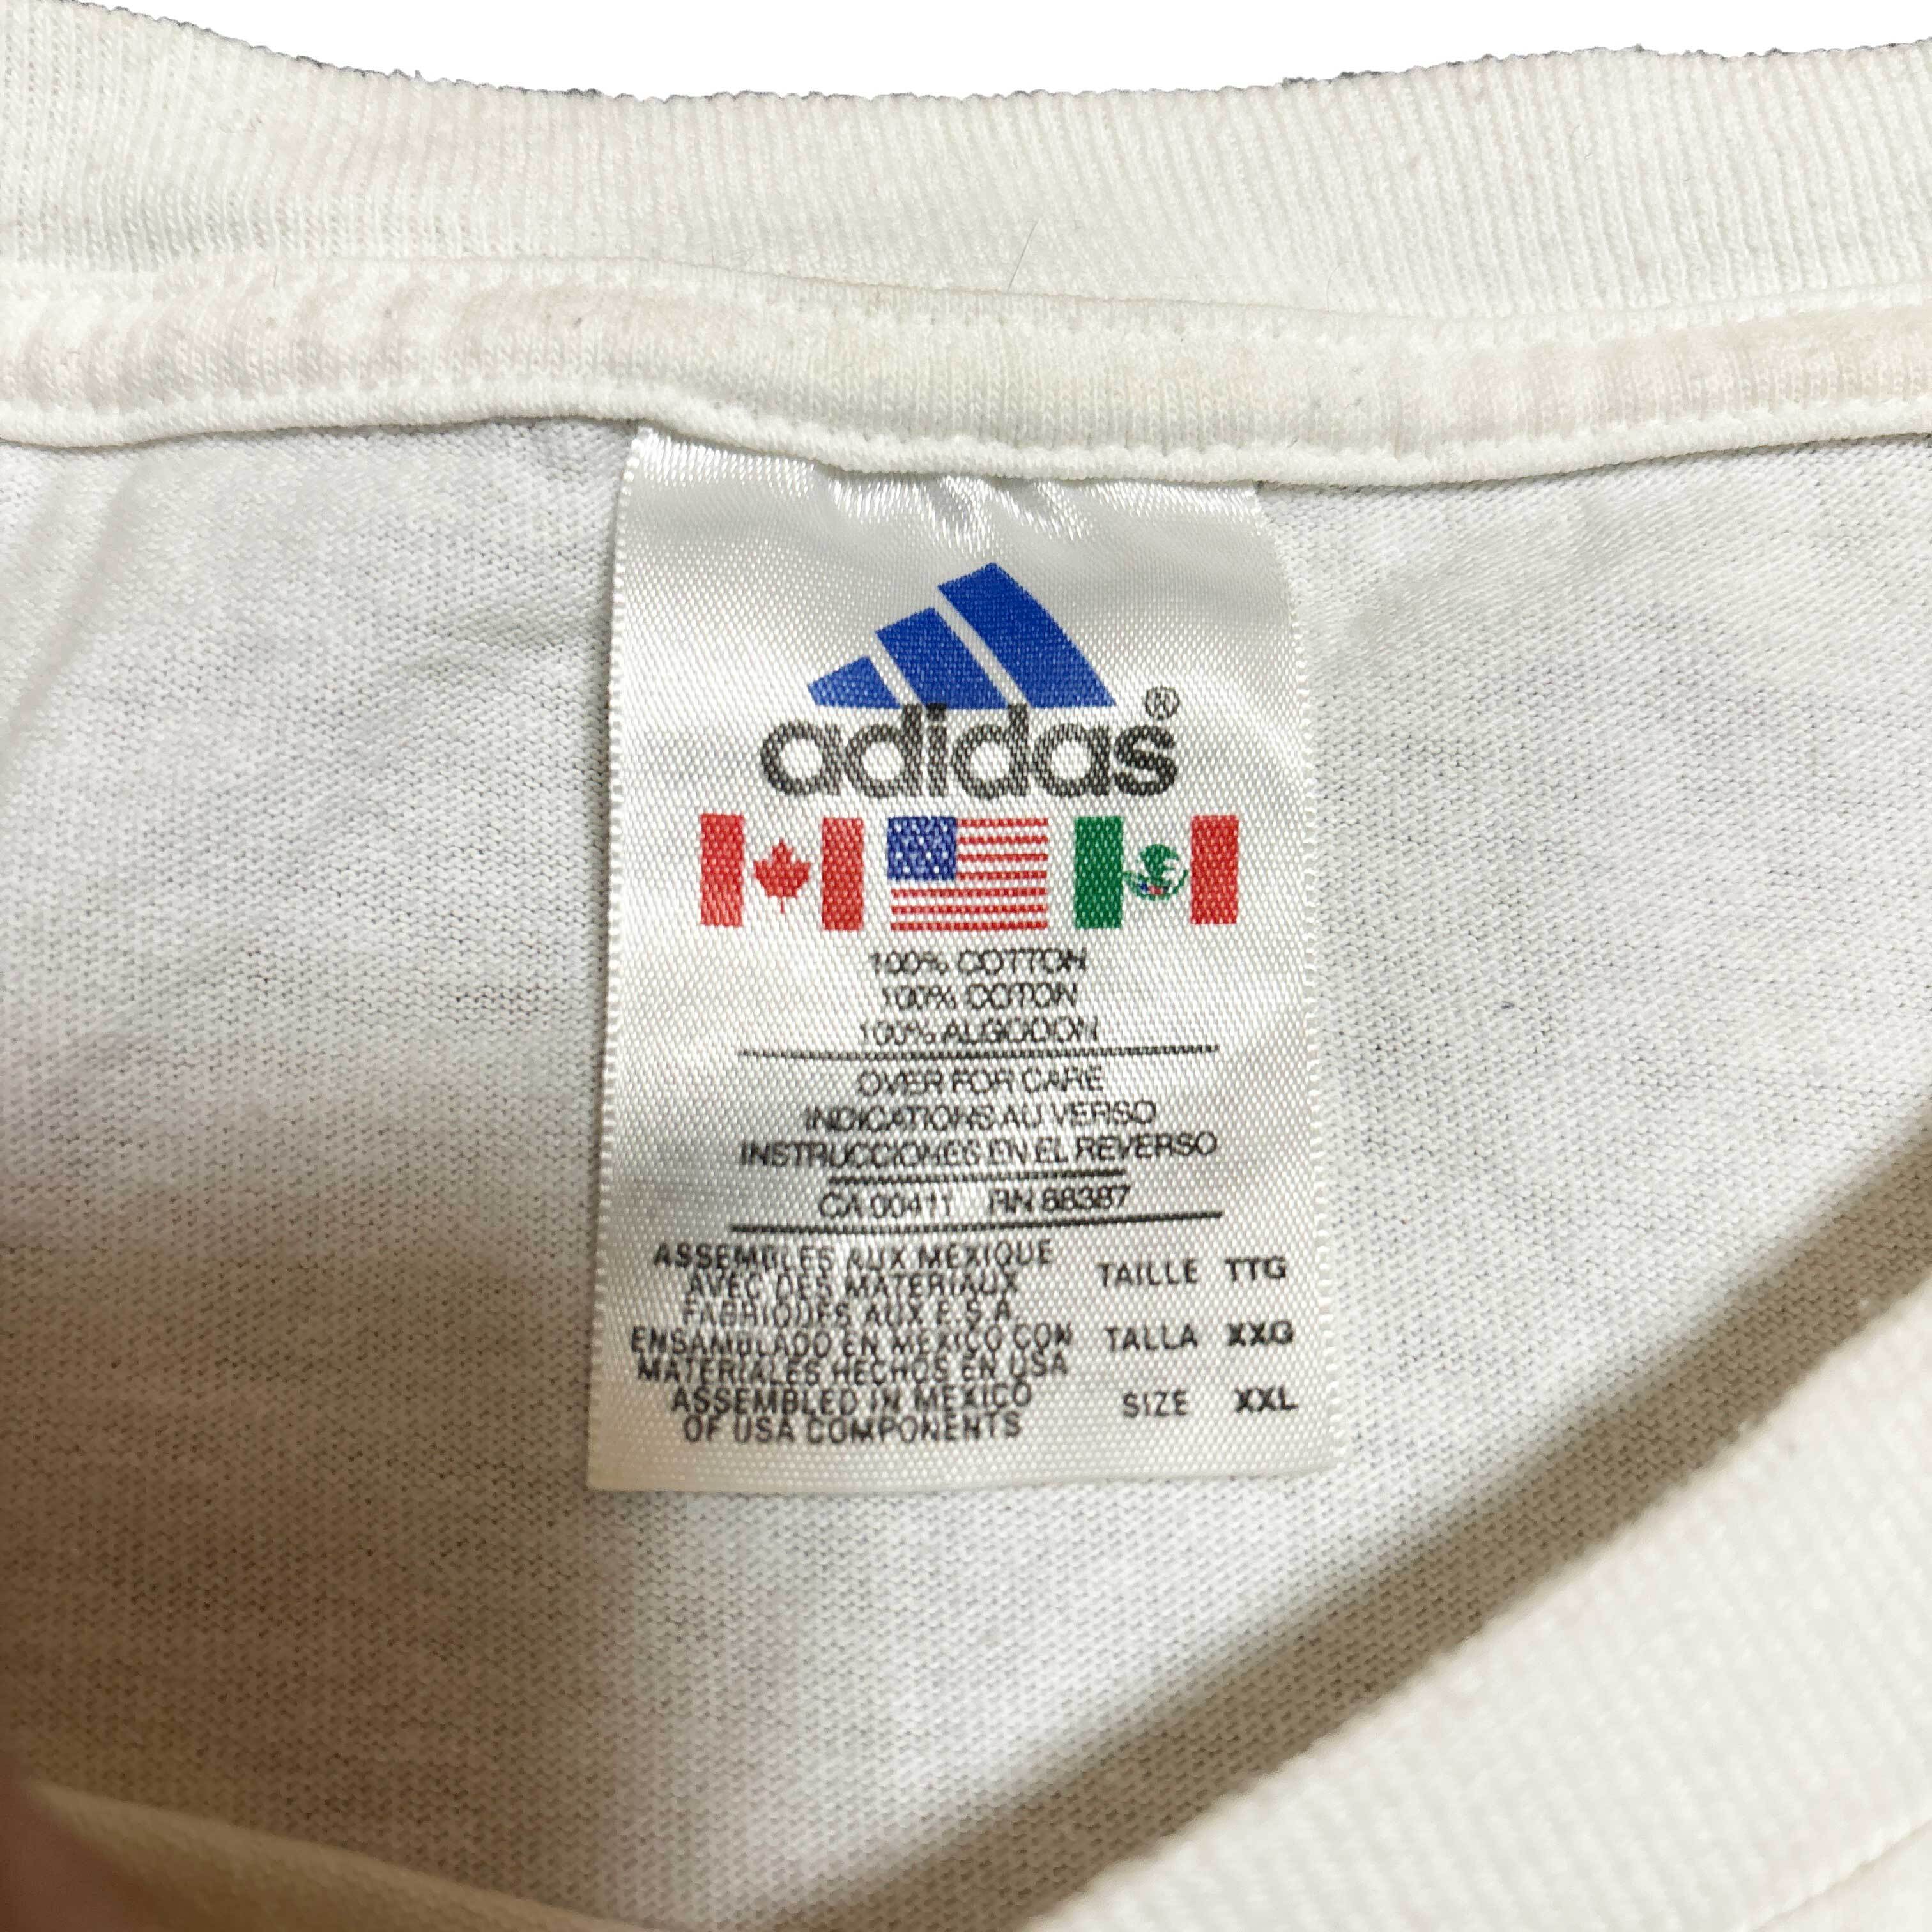 adidas®
100% COTTON
100% COTON
100% ALGODON
OVER FOR CARE
INDICATIONS AU VERSO
INSTRUCCIONES EN EL REVERSO
CA 00411 RN 88387
ASSEMBLES AUX MEXIQUE
AVEC DES MATERIAUX
FABRIQUES AUX E.S.A
ENSAMBLADO EN MEXICO CON
MATERIALES HECHOS EN USA
ASSEMBLED IN MEXICO
OF USA COMPONENTS
TAILLE TTG
TALLA XXG
SIZE XXL